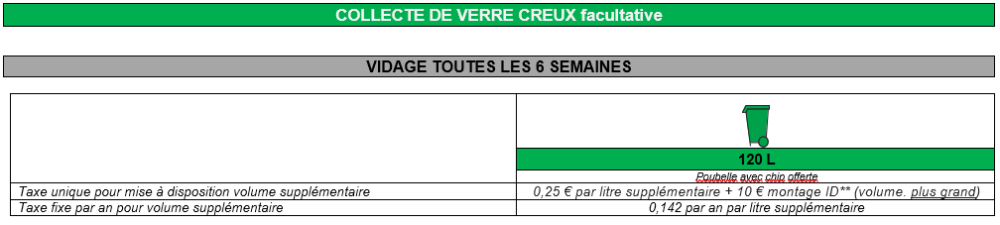 COLLECTE DE VERRE CREUX facultative
VIDAGE TOUTES LES 6 SEMAINES
120 L
Poubelle avec chip offerte
Taxe unique pour mise à disposition volume supplémentaire
0,25 € par litre supplémentaire + 10 € montage ID** (volume. plus grand)
Taxe fixe par an pour volume supplémentaire
0,142 par an par litre supplémentaire